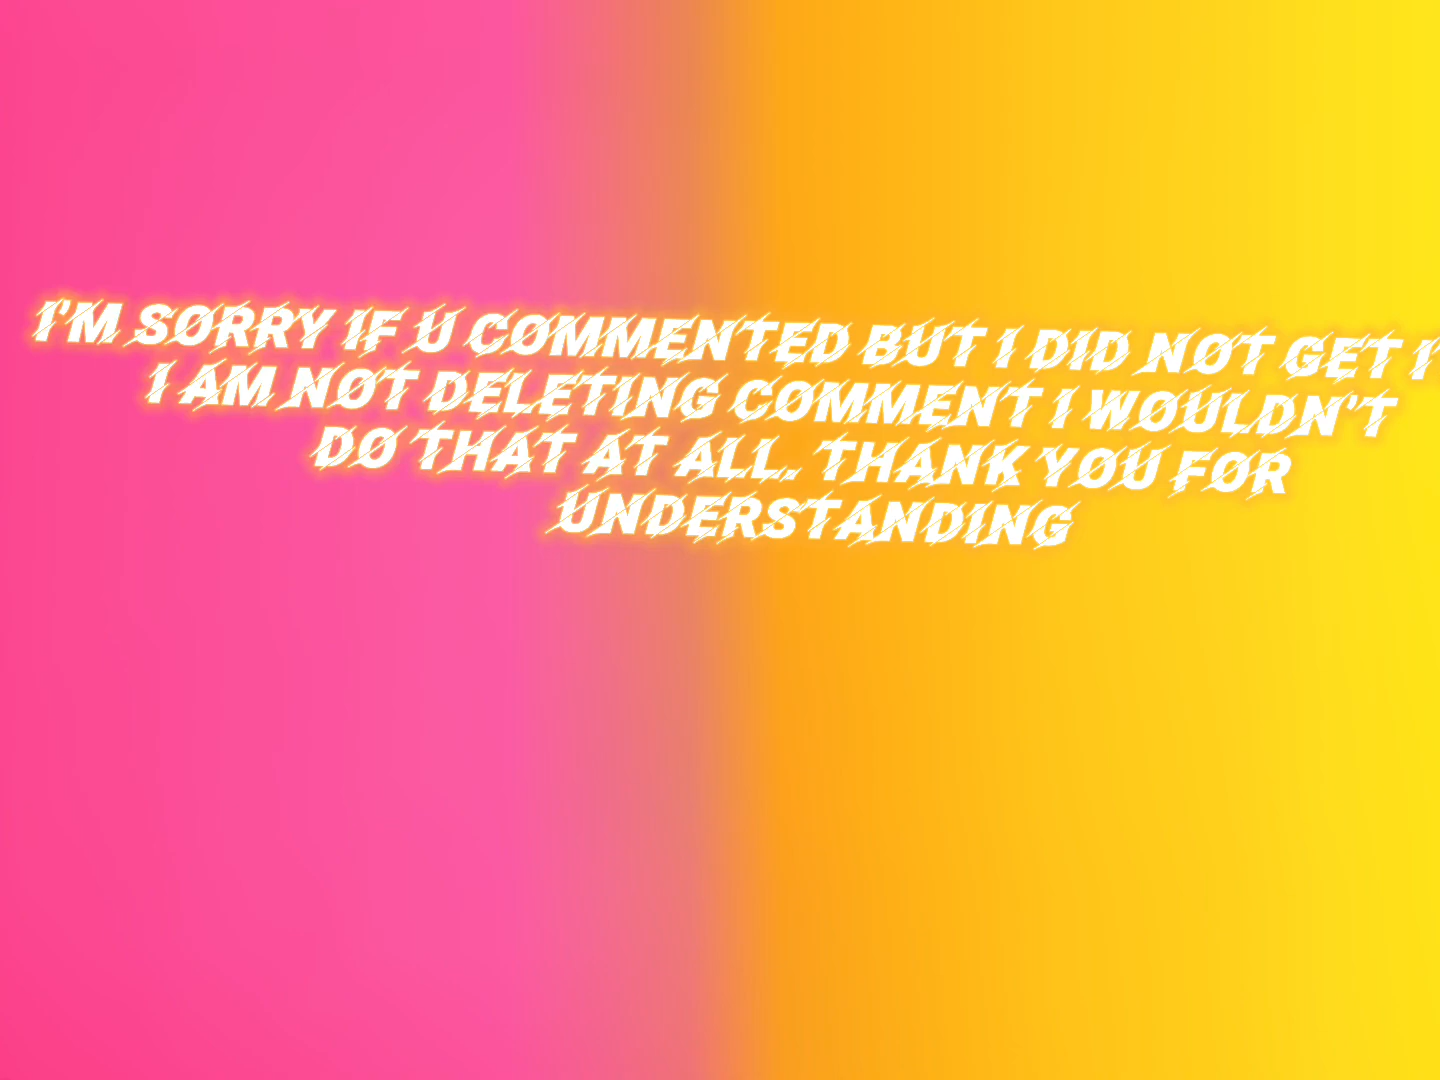 I'M SORRY IF U COMMENTED BUT I DID NOT GET
I AM NOT DELETING COMMENT I WOULDN'T
DO THAT AT ALL. THANK YOU FOR
UNDERSTANDING